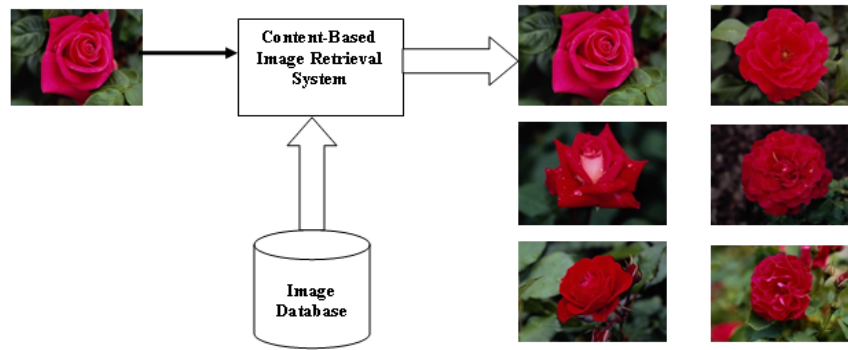 Content-Based
Image Retrieval
System
Image
Database